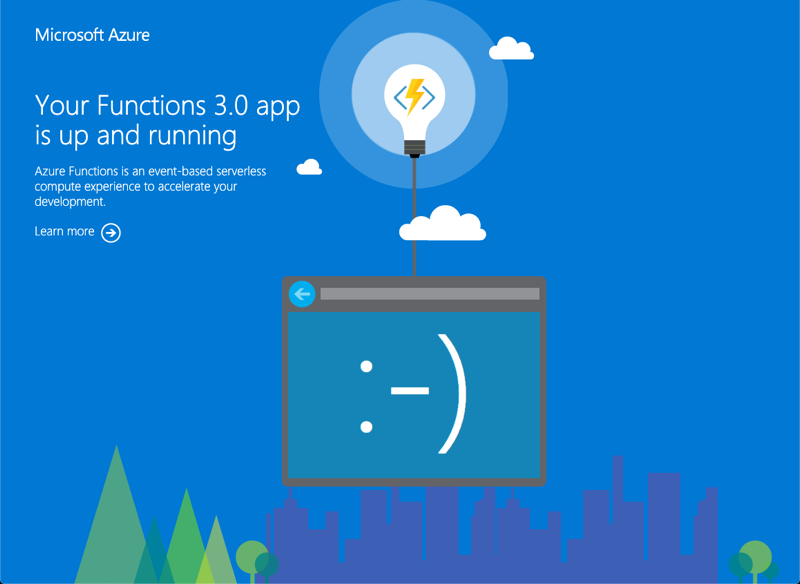 Microsoft Azure
Your Functions 3.0 app
is up and running
Azure Functions is an event-based serverless
compute experience to accelerate your
development.
Learn more
:-)